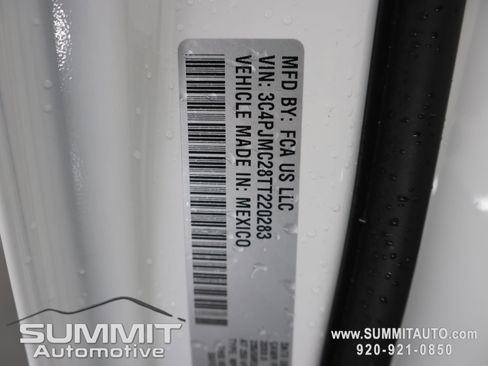 MFD BY: FCA US LLC
VIN: 3C4PJMC28TT220283
VEHICLE MADE IN: MEXICO
SUMMIT
Automotive
WWW.SUMMITAUTO.COM
920-921-0850